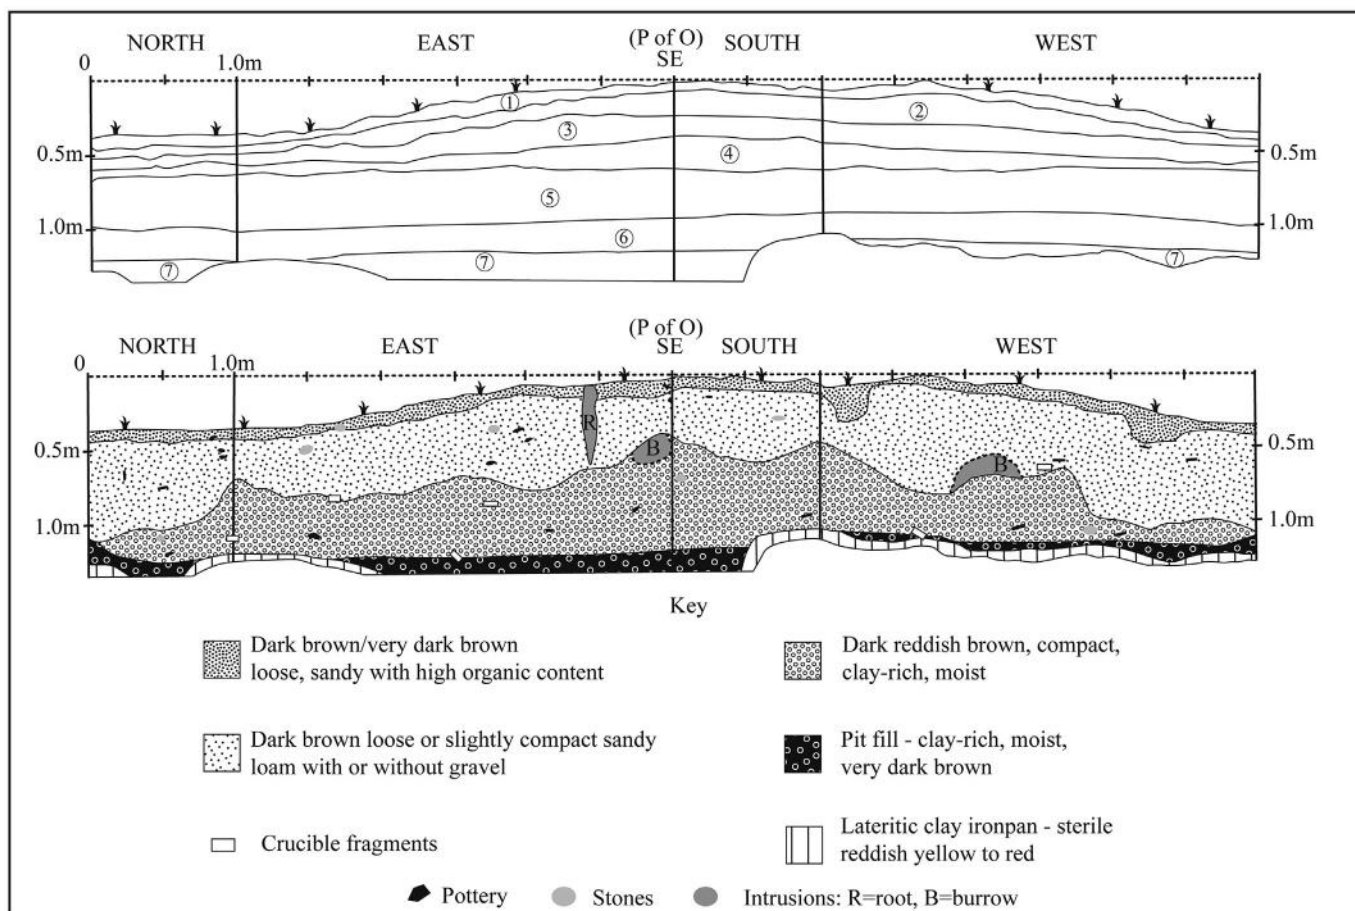 (P of O)
NORTH EAST SE SOUTH WEST
0 1.0m
① ②
③
0.5m ④ 0.5m
⑤
1.0m ⑥ 1.0m
⑦ ⑦ ⑦
(P of O)
NORTH EAST SE SOUTH WEST
0 1.0m
R
0.5m B B 0.5m
1.0m 1.0m
Key
Dark brown/very dark brown
loose, sandy with high organic content
Dark reddish brown, compact,
clay-rich, moist
Dark brown loose or slightly compact sandy
loam with or without gravel
Pit fill - clay-rich, moist,
very dark brown
Crucible fragments
Lateritic clay ironpan - sterile
reddish yellow to red
Pottery Stones Intrusions: R=root, B=burrow